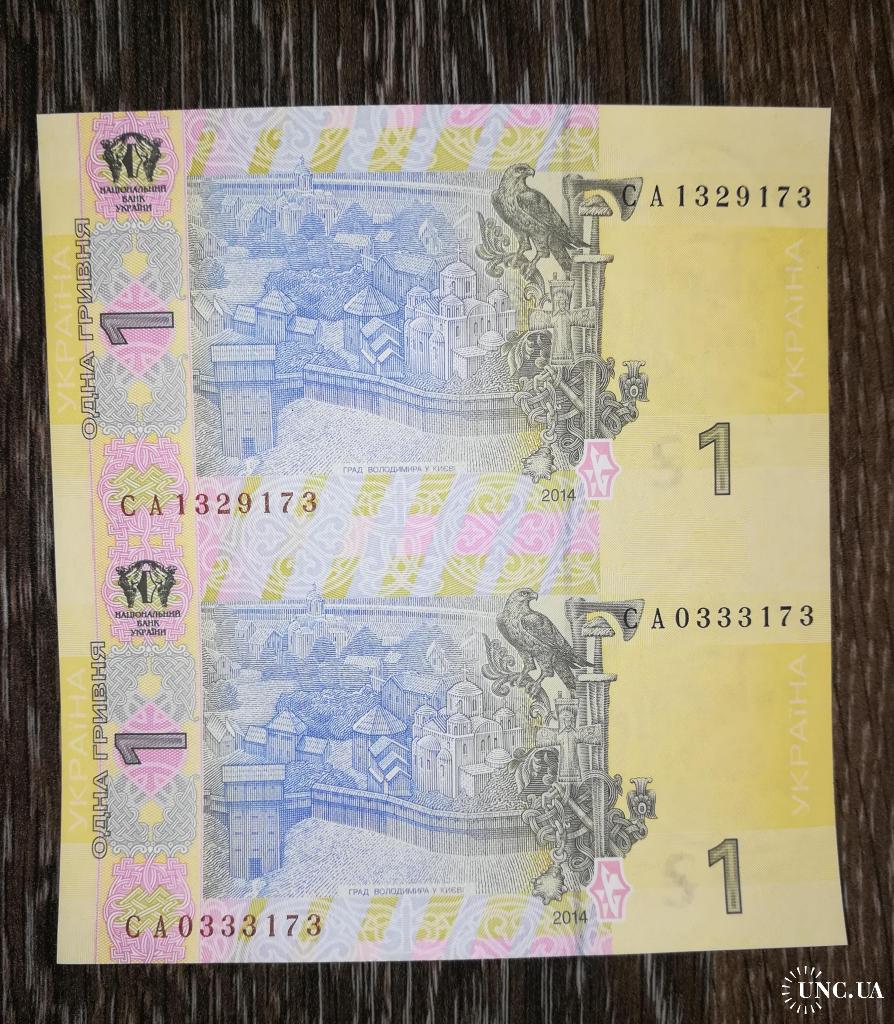 НАЦІОНАЛЬНИЙ
БАНК
УКРАЇНИ
СА1329173
УКРАЇНА
ОДНА ГРИВНЯ
1
УКРАЇНА
1
ГРАД ВОЛОДИМИРА У КИЄВІ
2014
СА1329173
НАЦІОНАЛЬНИЙ
БАНК
УКРАЇНИ
СА0333173
УКРАЇНА
ОДНА ГРИВНЯ
1
УКРАЇНА
1
ГРАД ВОЛОДИМИРА У КИЄВІ
2014
СА0333173
UNC.UA